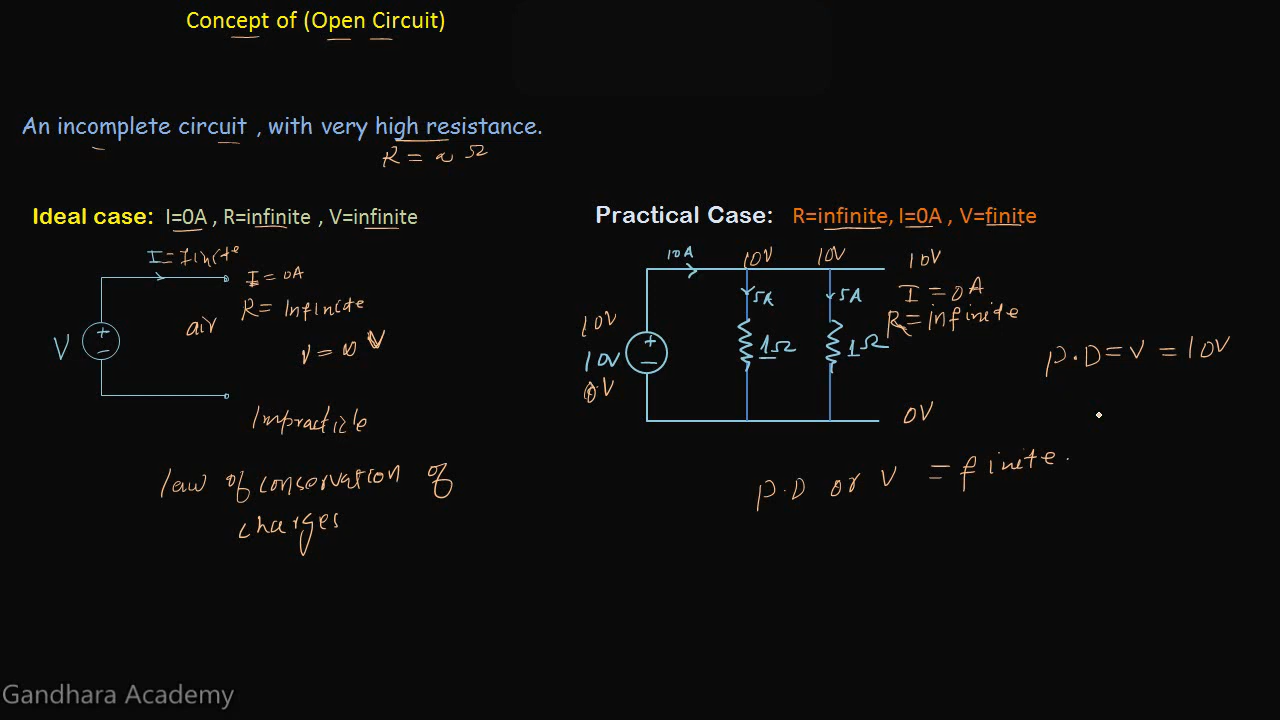 Concept of (Open Circuit)
An incomplete circuit , with very high resistance.
R = ∞ Ω
Ideal case: I=0A , R=infinite , V=infinite
Practical Case: R=infinite, I=0A , V=finite
I=Finite
I = 0A
R = Infinite
air
V = ∞ V
V
+
−
Impracticle
law of conservation of
charges
10A
10V
10V
10V
I = 0A
R = infinite
5A
5A
10V
10V
0V
+
−
1Ω
1Ω
P.D = V = 10V
0V
P.D or V = finite.
Gandhara Academy